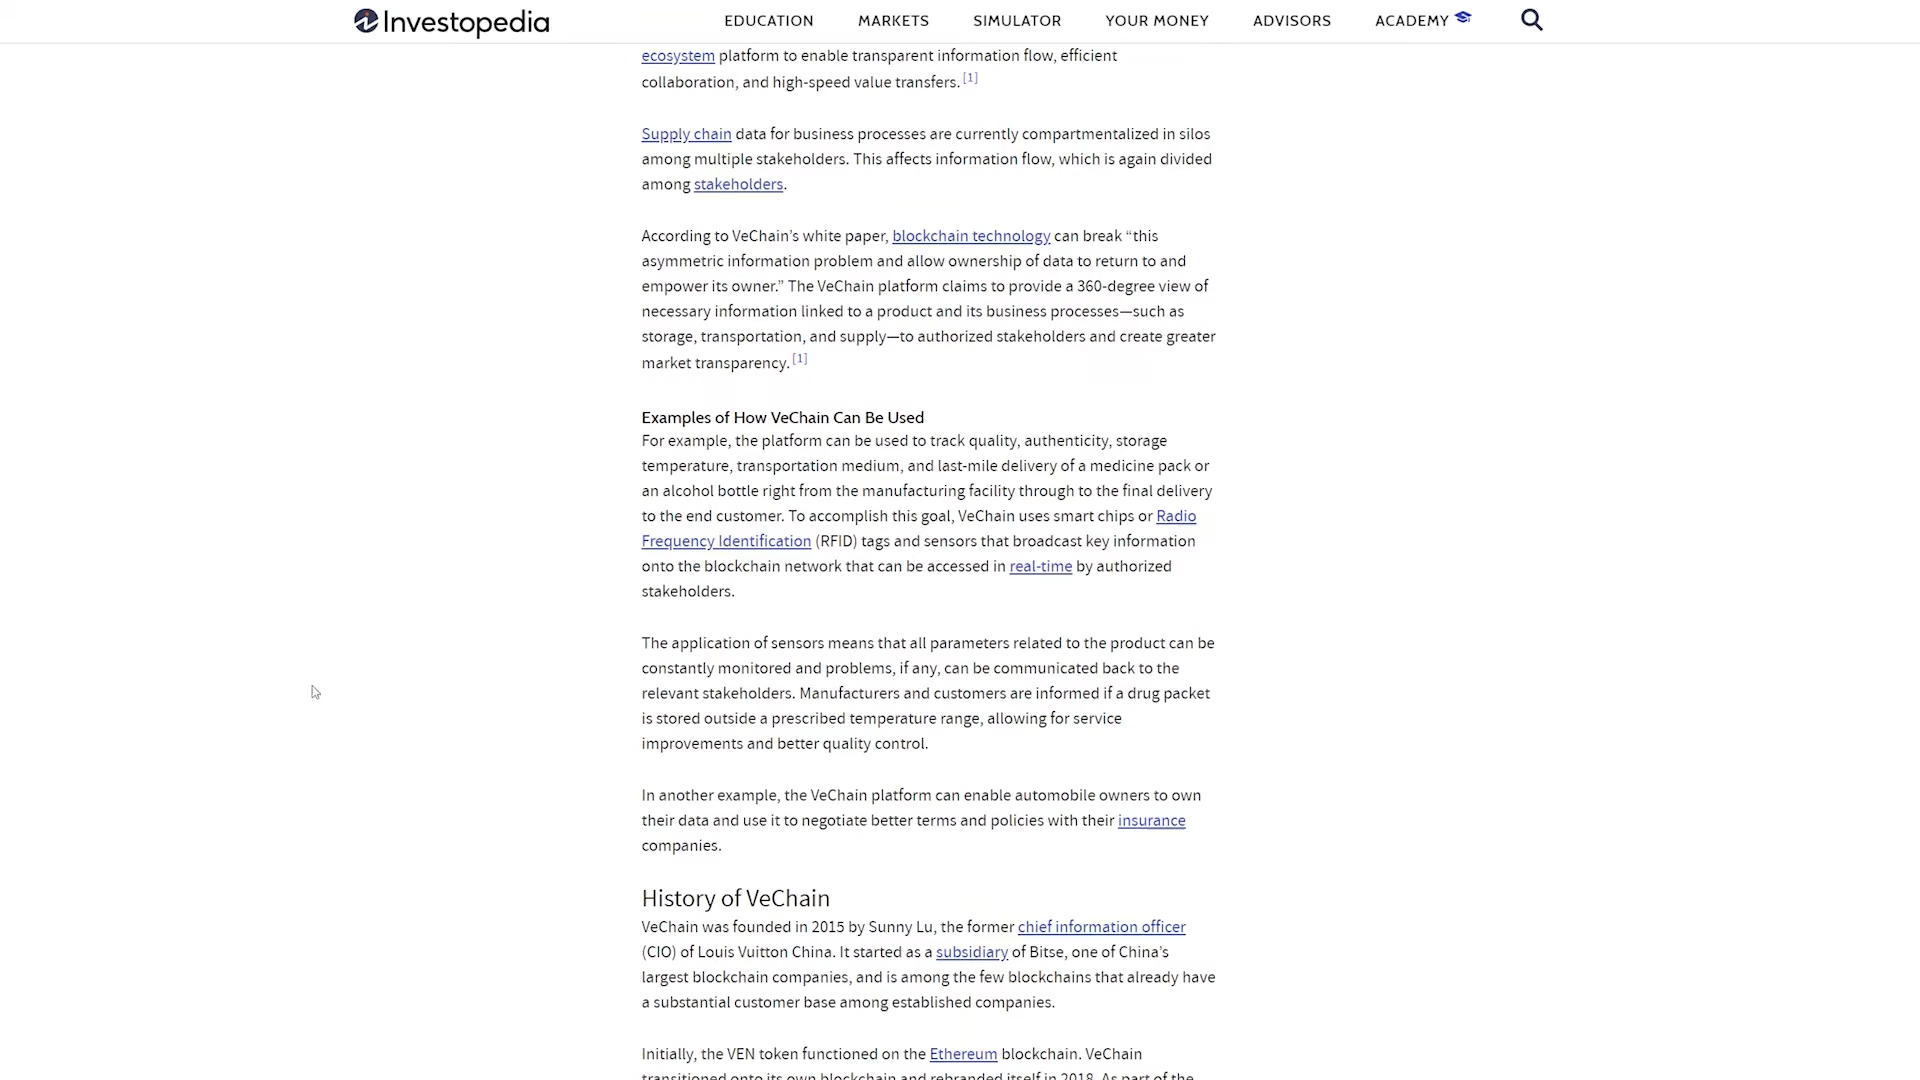 Investopedia
EDUCATION MARKETS SIMULATOR YOUR MONEY ADVISORS ACADEMY
ecosystem platform to enable transparent information flow, efficient
collaboration, and high-speed value transfers. [1]
Supply chain data for business processes are currently compartmentalized in silos
among multiple stakeholders. This affects information flow, which is again divided
among stakeholders.
According to VeChain’s white paper, blockchain technology can break “this
asymmetric information problem and allow ownership of data to return to and
empower its owner.” The VeChain platform claims to provide a 360-degree view of
necessary information linked to a product and its business processes—such as
storage, transportation, and supply—to authorized stakeholders and create greater
market transparency. [1]
Examples of How VeChain Can Be Used
For example, the platform can be used to track quality, authenticity, storage
temperature, transportation medium, and last-mile delivery of a medicine pack or
an alcohol bottle right from the manufacturing facility through to the final delivery
to the end customer. To accomplish this goal, VeChain uses smart chips or Radio
Frequency Identification (RFID) tags and sensors that broadcast key information
onto the blockchain network that can be accessed in real-time by authorized
stakeholders.
The application of sensors means that all parameters related to the product can be
constantly monitored and problems, if any, can be communicated back to the
relevant stakeholders. Manufacturers and customers are informed if a drug packet
is stored outside a prescribed temperature range, allowing for service
improvements and better quality control.
In another example, the VeChain platform can enable automobile owners to own
their data and use it to negotiate better terms and policies with their insurance
companies.
History of VeChain
VeChain was founded in 2015 by Sunny Lu, the former chief information officer
(CIO) of Louis Vuitton China. It started as a subsidiary of Bitse, one of China’s
largest blockchain companies, and is among the few blockchains that already have
a substantial customer base among established companies.
Initially, the VEN token functioned on the Ethereum blockchain. VeChain
transitioned onto its own blockchain and rebranded itself in 2018. As part of the